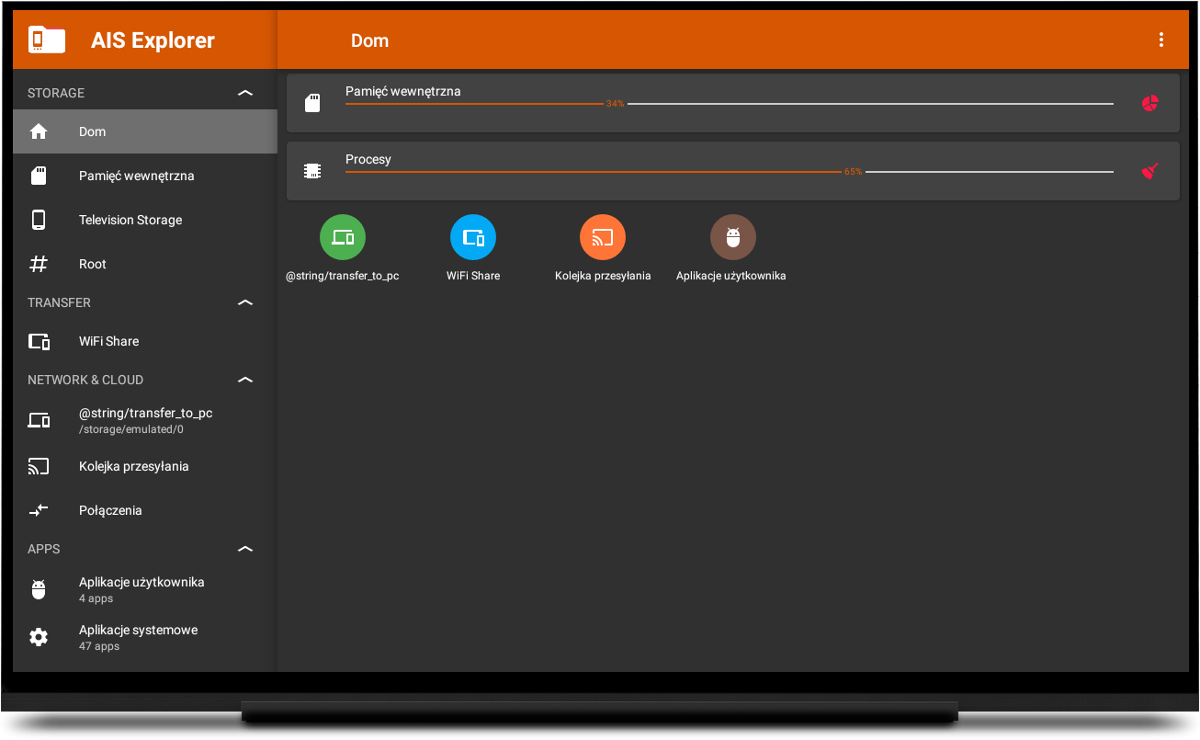 AIS Explorer
Dom
STORAGE
Dom
Pamięć wewnętrzna
Television Storage
Root
TRANSFER
WiFi Share
NETWORK & CLOUD
@string/transfer_to_pc
/storage/emulated/0
Kolejka przesyłania
Połączenia
APPS
Aplikacje użytkownika
4 apps
Aplikacje systemowe
47 apps
Pamięć wewnętrzna
34%
Procesy
65%
@string/transfer_to_pc
WiFi Share
Kolejka przesyłania
Aplikacje użytkownika